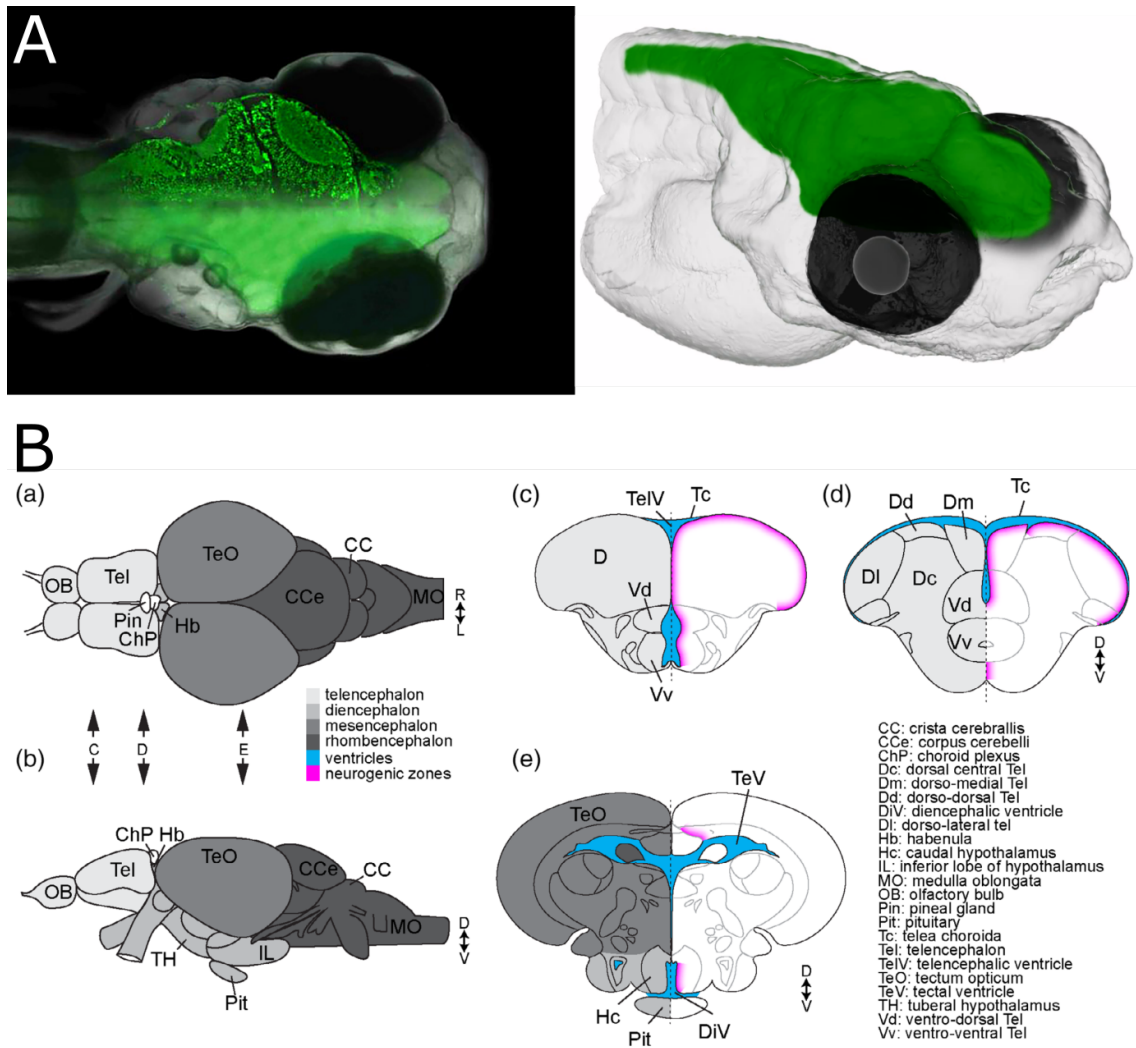 A
B
(a)
TeO
CC
Tel
OB
CCe
MO
R
L
Pin
ChP
Hb
telencephalon
diencephalon
mesencephalon
rhombencephalon
ventricles
neurogenic zones
C
D
E
(b)
ChP Hb
TeO
Tel
CCe
CC
OB
MO
D
V
TH
IL
Pit
(c)
TelV
Tc
D
Vd
Vv
(d)
Dd
Dm
Tc
Dl
Dc
Vd
Vv
D
V
(e)
TeV
TeO
D
V
Hc
Pit
DiV
CC: crista cerebrallis
CCe: corpus cerebelli
ChP: choroid plexus
Dc: dorsal central Tel
Dm: dorso-medial Tel
Dd: dorso-dorsal Tel
DiV: diencephalic ventricle
Dl: dorso-lateral tel
Hb: habenula
Hc: caudal hypothalamus
IL: inferior lobe of hypothalamus
MO: medulla oblongata
OB: olfactory bulb
Pin: pineal gland
Pit: pituitary
Tc: telea choroida
Tel: telencephalon
TelV: telencephalic ventricle
TeO: tectum opticum
TeV: tectal ventricle
TH: tuberal hypothalamus
Vd: ventro-dorsal Tel
Vv: ventro-ventral Tel